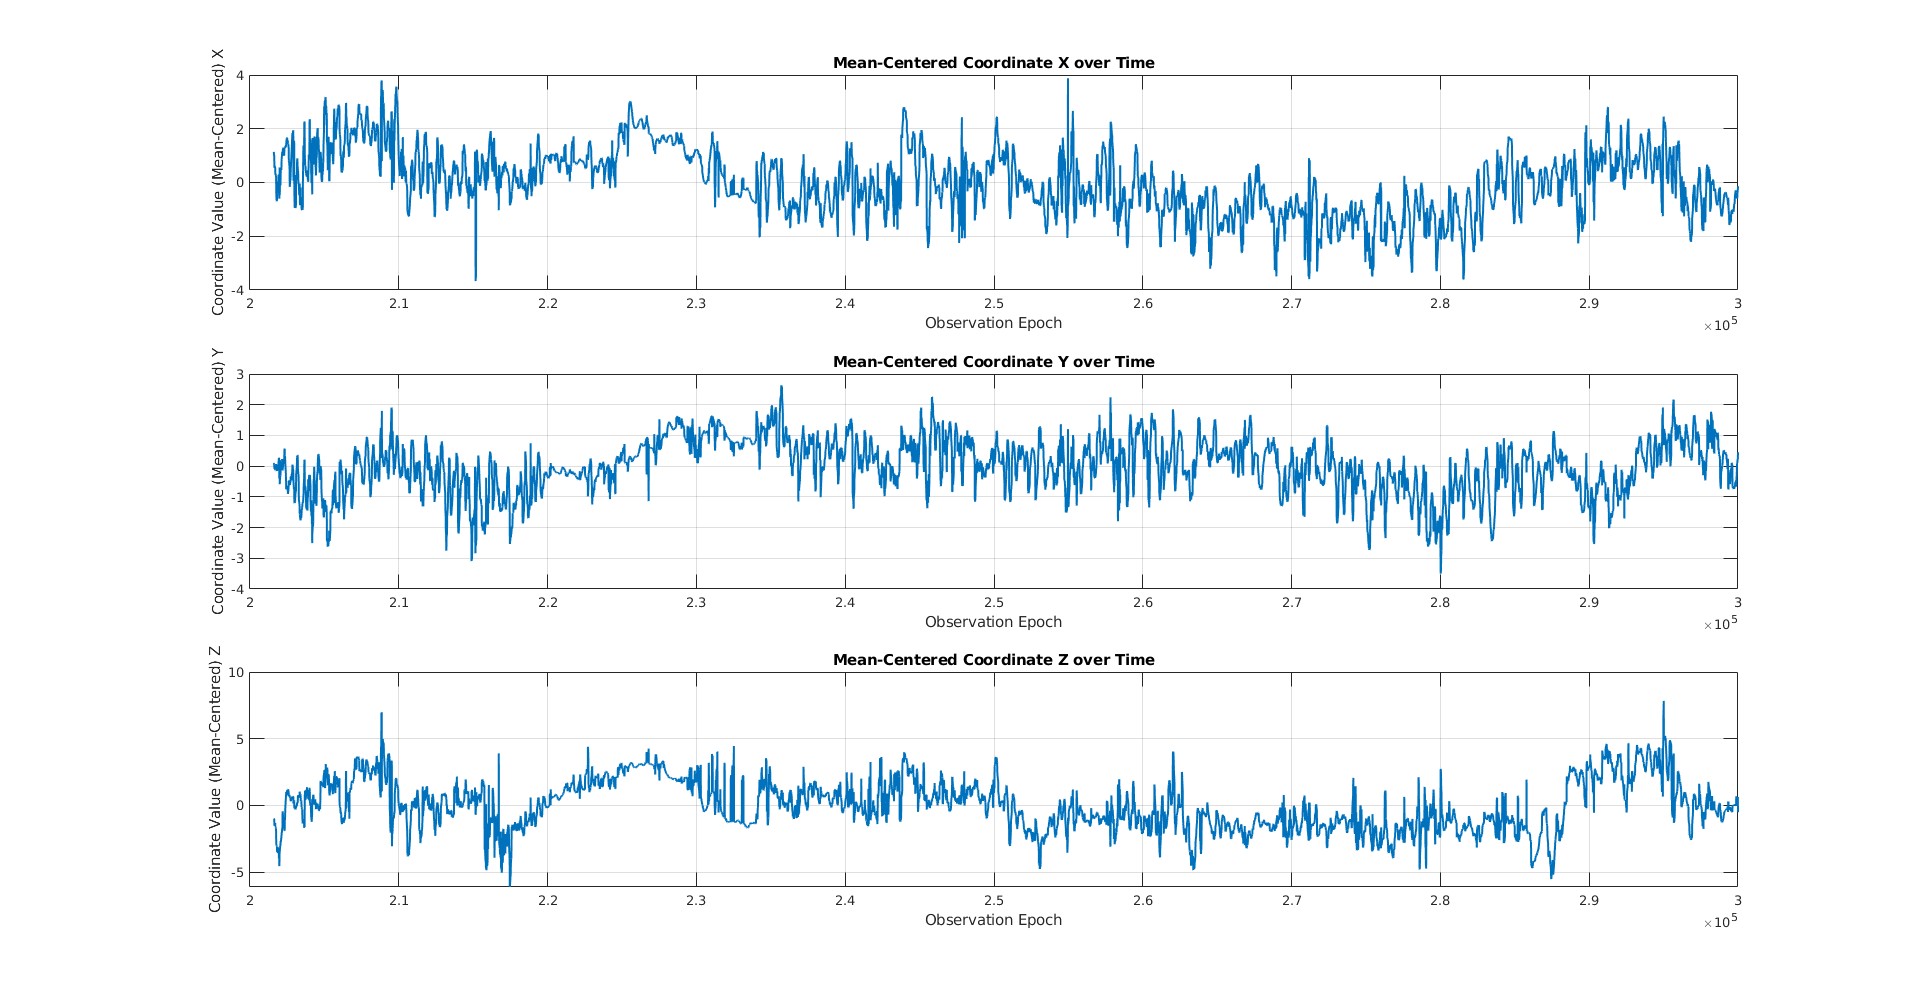 Mean-Centered Coordinate X over Time
Coordinate Value (Mean-Centered) X
4
2
0
-2
-4
2 2.1 2.2 2.3 2.4 2.5 2.6 2.7 2.8 2.9 3
Observation Epoch
×10^5
Mean-Centered Coordinate Y over Time
Coordinate Value (Mean-Centered) Y
3
2
1
0
-1
-2
-3
-4
2 2.1 2.2 2.3 2.4 2.5 2.6 2.7 2.8 2.9 3
Observation Epoch
×10^5
Mean-Centered Coordinate Z over Time
Coordinate Value (Mean-Centered) Z
10
5
0
-5
2 2.1 2.2 2.3 2.4 2.5 2.6 2.7 2.8 2.9 3
Observation Epoch
×10^5